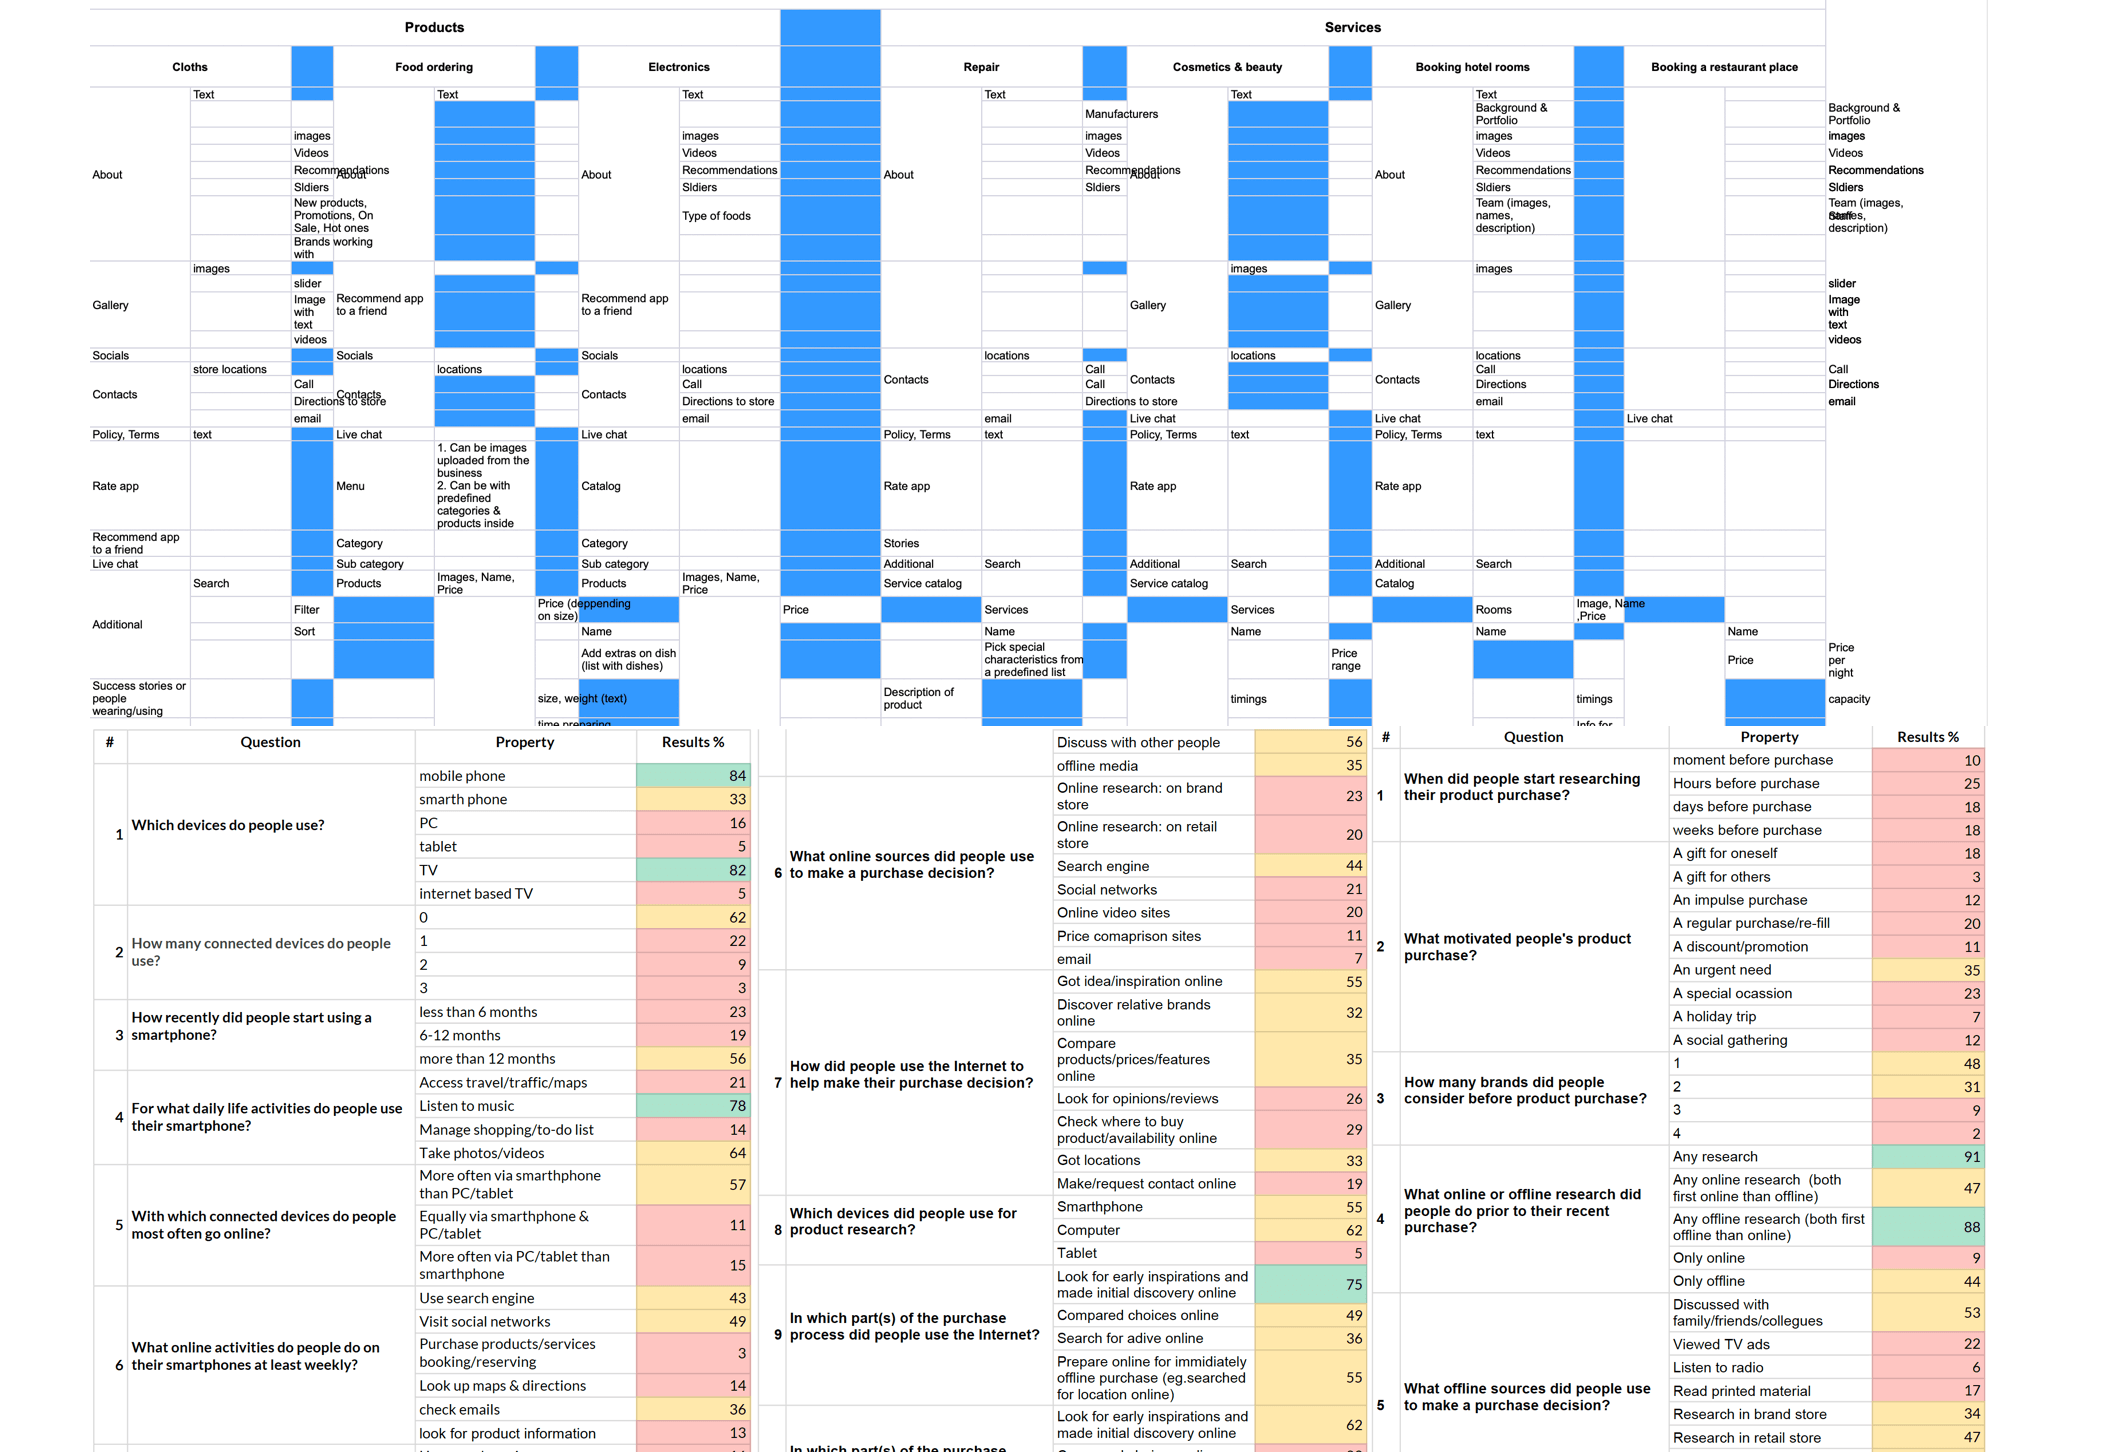 Products
Services
Cloths
Food ordering
Electronics
Repair
Cosmetics & beauty
Booking hotel rooms
Booking a restaurant place
Text
Text
Text
Text
Text
Text
Manufacturers
Background &
Portfolio
Background &
Portfolio
images
images
images
images
images
Videos
Videos
Videos
Videos
Videos
About
Recommendations
About
About
Recommendations
About
Recommendations
About
About
Recommendations
Recommendations
Sldiers
Sldiers
Sldiers
Sldiers
Sldiers
New products,
Promotions, On
Sale, Hot ones
Type of foods
Team (images,
names,
description)
Team (images,
names,
Staff
description)
Brands working
with
images
images
images
Gallery
slider
Image
with
text
videos
Recommend app
to a friend
Recommend app
to a friend
Gallery
Gallery
slider
Image
with
text
videos
Socials
Socials
Socials
locations
locations
locations
Contacts
store locations
locations
locations
Contacts
Call
Contacts
Contacts
Call
Call
Call
Contacts
Contacts
Call
Call
Directions
Directions
Directions to store
Directions to store
Directions to store
email
email
email
email
email
Live chat
Live chat
Live chat
Policy, Terms
text
Live chat
Live chat
Policy, Terms
text
Policy, Terms
text
Policy, Terms
text
Rate app
Menu
1. Can be images
uploaded from the
business
2. Can be with
predefined
categories &
products inside
Catalog
Rate app
Rate app
Rate app
Recommend app
to a friend
Category
Category
Stories
Live chat
Sub category
Sub category
Additional
Search
Additional
Search
Additional
Search
Search
Products
Images, Name,
Price
Products
Images, Name,
Price
Service catalog
Service catalog
Catalog
Additional
Filter
Price (deppending
on size)
Price
Services
Services
Rooms
Image, Name
,Price
Sort
Name
Name
Name
Name
Name
Add extras on dish
(list with dishes)
Pick special
characteristics from
a predefined list
Price
range
Price
Price
per
night
Success stories or
people
wearing/using
size, weight (text)
Description of
product
timings
timings
capacity
time preparing
Info for
# Question Property Results %
1 Which devices do people use?
mobile phone 84
smarth phone 33
PC 16
tablet 5
TV 82
internet based TV 5
2 How many connected devices do people
use?
0 62
1 22
2 9
3 3
3 How recently did people start using a
smartphone?
less than 6 months 23
6-12 months 19
more than 12 months 56
4 For what daily life activities do people use
their smartphone?
Access travel/traffic/maps 21
Listen to music 78
Manage shopping/to-do list 14
Take photos/videos 64
5 With which connected devices do people
most often go online?
More often via smarthphone
than PC/tablet 57
Equally via smarthphone &
PC/tablet 11
More often via PC/tablet than
smarthphone 15
6 What online activities do people do on
their smartphones at least weekly?
Use search engine 43
Visit social networks 49
Purchase products/services
booking/reserving 3
Look up maps & directions 14
check emails 36
look for product information 13
Discuss with other people 56
offline media 35
6 What online sources did people use
to make a purchase decision?
Online research: on brand
store 23
Online research: on retail
store 20
Search engine 44
Social networks 21
Online video sites 20
Price comaprison sites 11
email 7
7 How did people use the Internet to
help make their purchase decision?
Got idea/inspiration online 55
Discover relative brands
online 32
Compare
products/prices/features
online 35
Look for opinions/reviews 26
Check where to buy
product/availability online 29
Got locations 33
Make/request contact online 19
8 Which devices did people use for
product research?
Smartphone 55
Computer 62
Tablet 5
9 In which part(s) of the purchase
process did people use the Internet?
Look for early inspirations and
made initial discovery online 75
Compared choices online 49
Search for adive online 36
Prepare online for immidiately
offline purchase (eg.searched
for location online) 55
In which part(s) of the purchase
Look for early inspirations and
made initial discovery online 62
# Question Property Results %
1 When did people start researching
their product purchase?
moment before purchase 10
Hours before purchase 25
days before purchase 18
weeks before purchase 18
2 What motivated people's product
purchase?
A gift for oneself 18
A gift for others 3
An impulse purchase 12
A regular purchase/re-fill 20
A discount/promotion 11
An urgent need 35
A special ocassion 23
A holiday trip 7
A social gathering 12
3 How many brands did people
consider before product purchase?
1 48
2 31
3 9
4 2
4 What online or offline research did
people do prior to their recent
purchase?
Any research 91
Any online research (both
first online than offline) 47
Any offline research (both first
offline than online) 88
Only online 9
Only offline 44
5 What offline sources did people use
to make a purchase decision?
Discussed with
family/friends/collegues 53
Viewed TV ads 22
Listen to radio 6
Read printed material 17
Research in brand store 34
Research in retail store 47